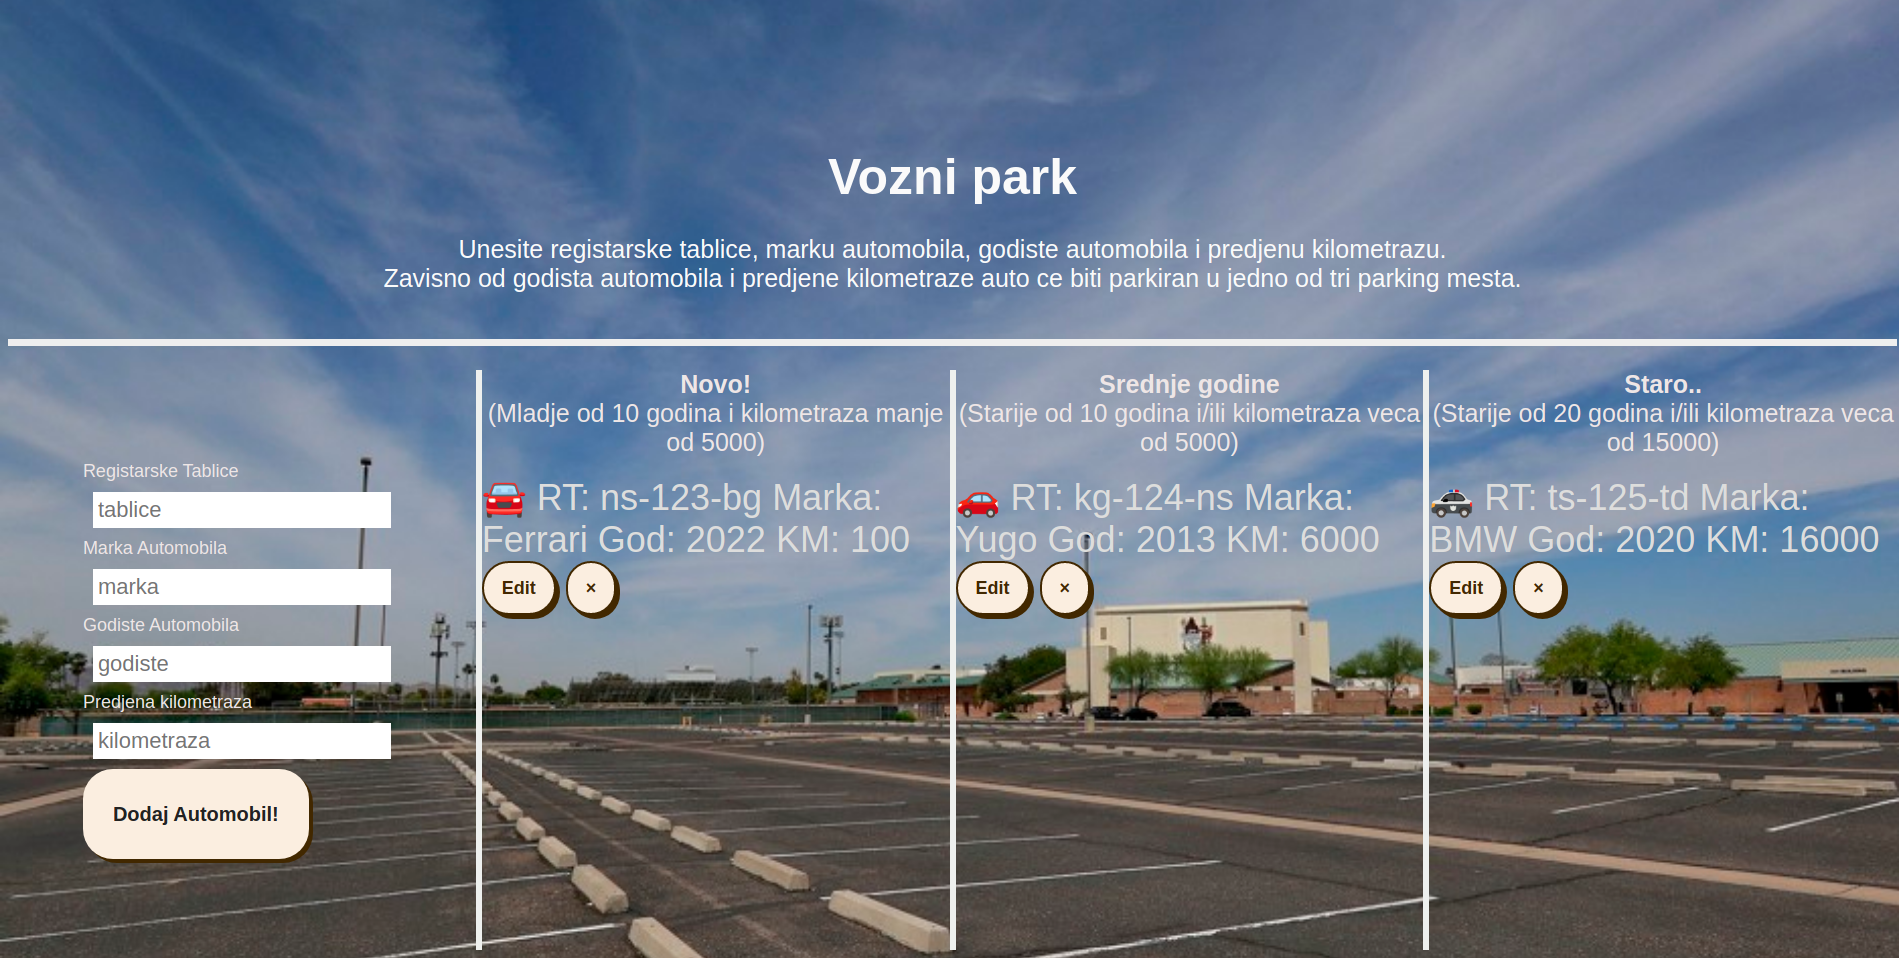 Vozni park
Unesite registarske tablice, marku automobila, godiste automobila i predjenu kilometrazu.
Zavisno od godista automobila i predjene kilometraze auto ce biti parkiran u jedno od tri parking mesta.
Registarske Tablice
tablice
Marka Automobila
marka
Godiste Automobila
godiste
Predjena kilometraza
kilometraza
Dodaj Automobil!
Novo!
(Mladje od 10 godina i kilometraza manje
od 5000)
RT: ns-123-bg Marka:
Ferrari God: 2022 KM: 100
Edit ×
Srednje godine
(Starije od 10 godina i/ili kilometraza veca
od 5000)
RT: kg-124-ns Marka:
Yugo God: 2013 KM: 6000
Edit ×
Staro..
(Starije od 20 godina i/ili kilometraza veca
od 15000)
RT: ts-125-td Marka:
BMW God: 2020 KM: 16000
Edit ×